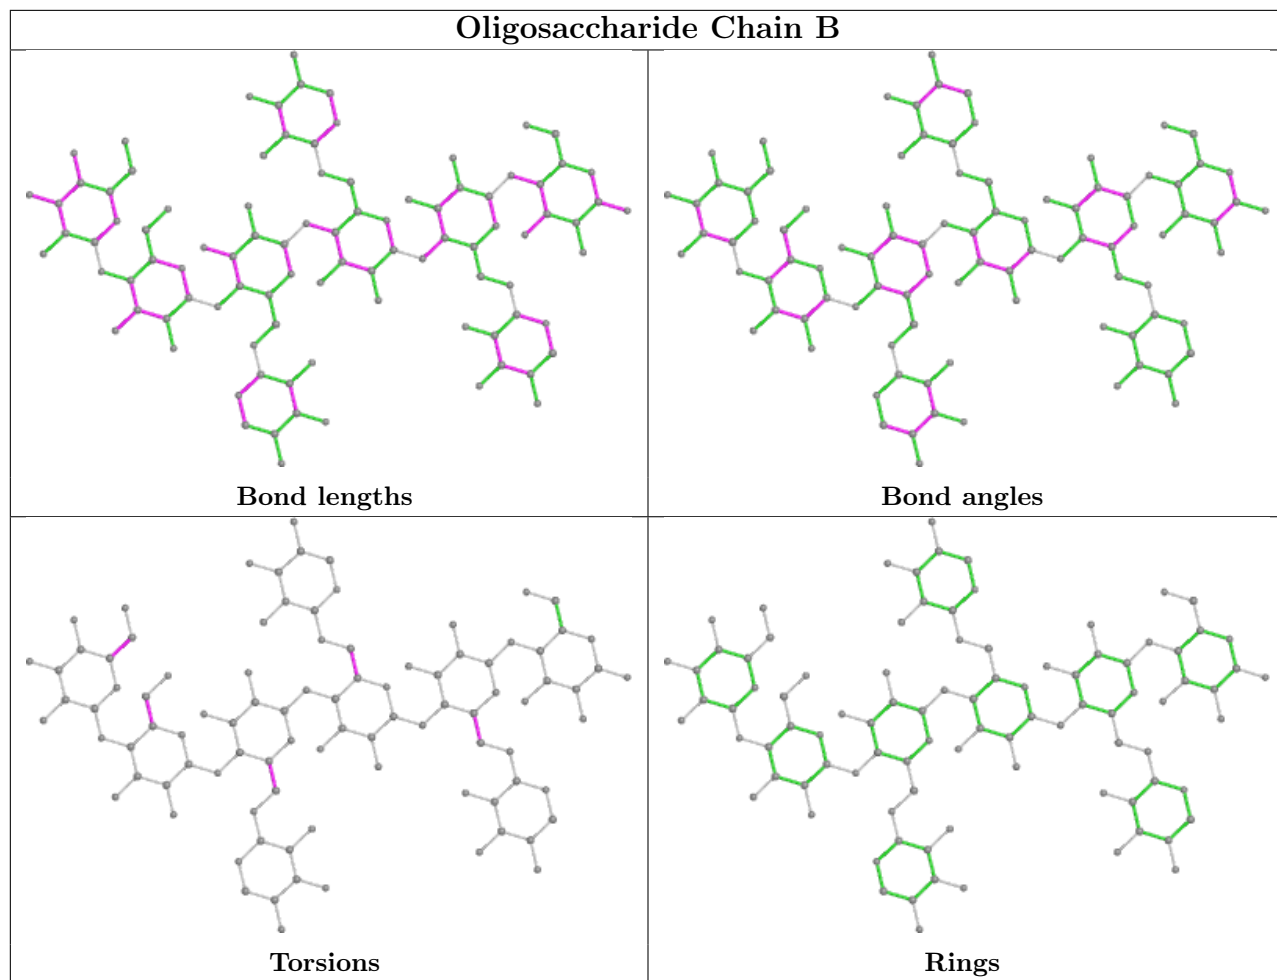 Oligosaccharide Chain B
Bond lengths
Bond angles
Torsions
Rings